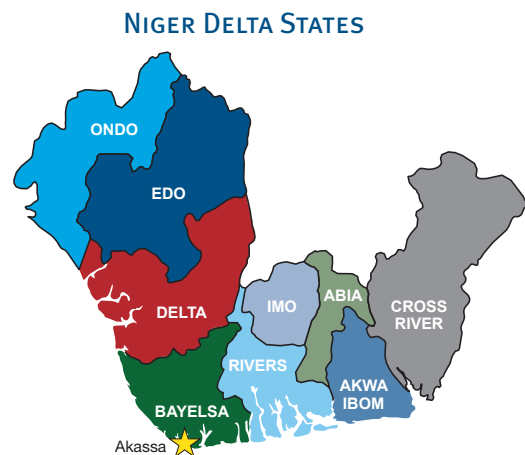 NIGER DELTA STATES
ONDO
EDO
DELTA
IMO
ABIA
CROSS
RIVER
RIVERS
AKWA
IBOM
BAYELSA
Akassa